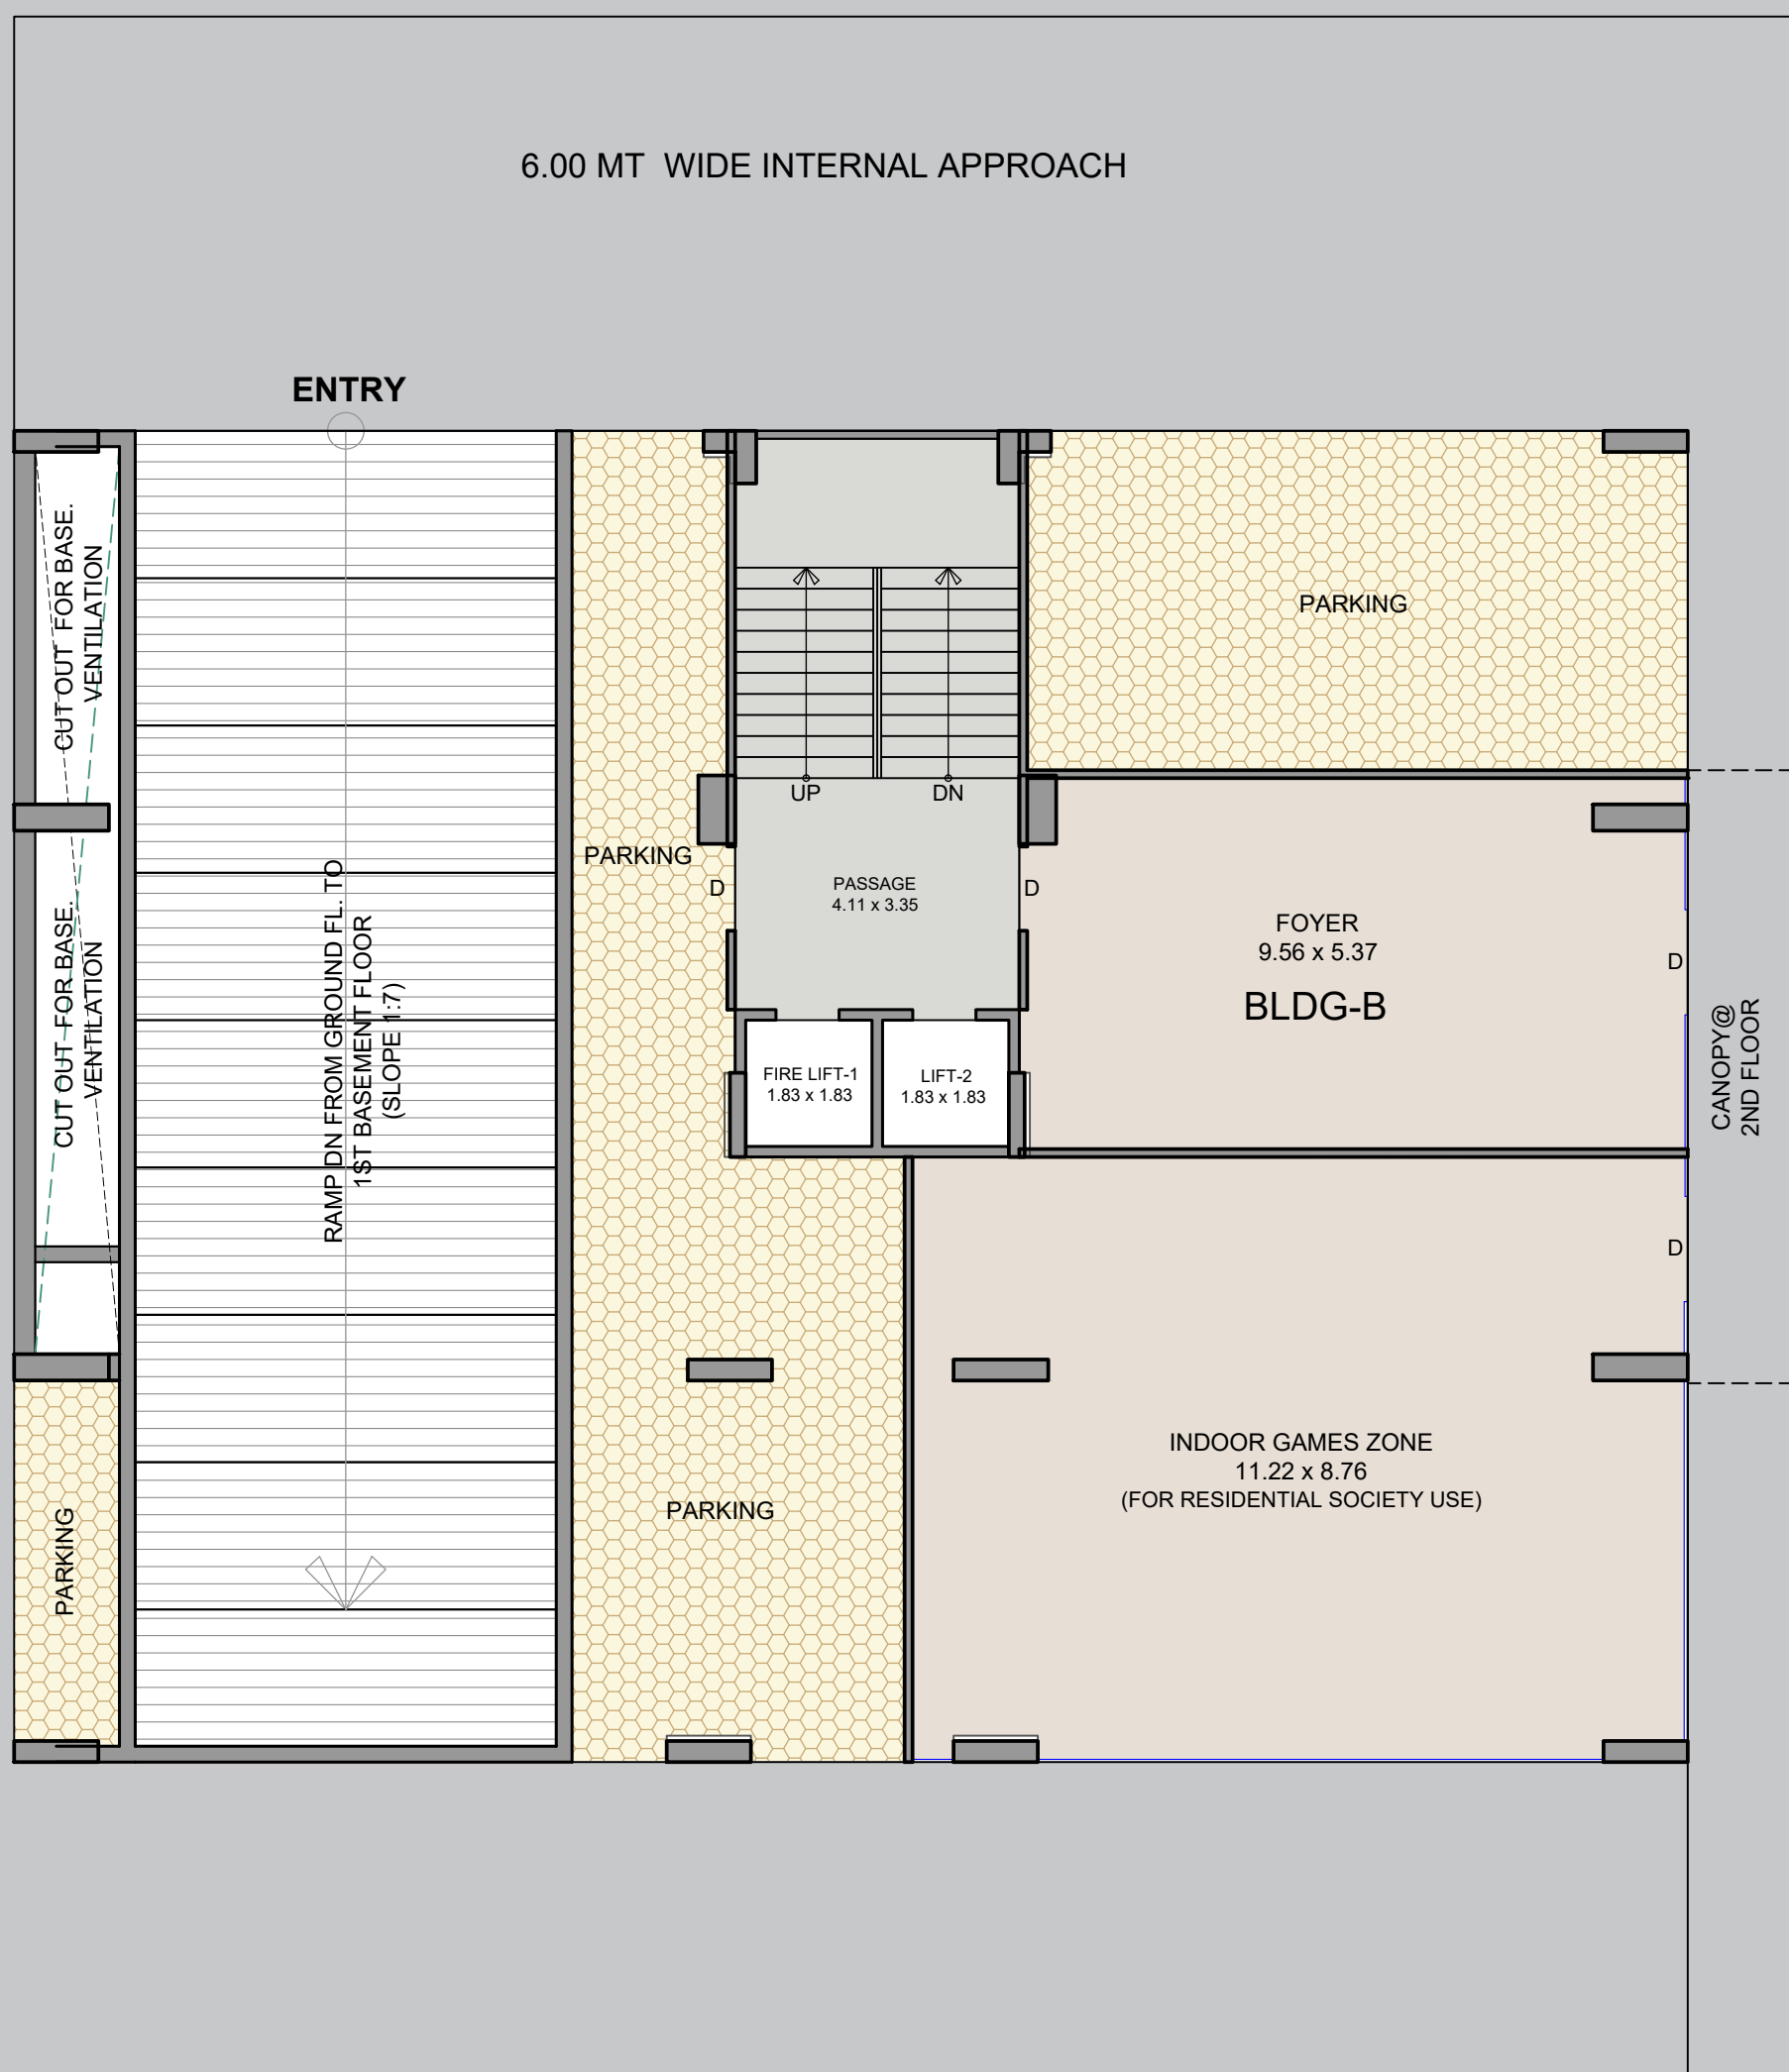 6.00 MT  WIDE INTERNAL APPROACH
ENTRY
CUT OUT  FOR BASE.
VENTILATION
PARKING
UP
DN
PARKING
D
PASSAGE
4.11 x 3.35
D
FOYER
9.56 x 5.37
BLDG-B
D
CANOPY@
2ND FLOOR
CUT OUT FOR BASE.
VENTILATION
RAMP DN FROM GROUND FL. TO
1ST BASEMENT FLOOR
(SLOPE 1:7)
FIRE LIFT-1
1.83 x 1.83
LIFT-2
1.83 x 1.83
D
INDOOR GAMES ZONE
11.22 x 8.76
(FOR RESIDENTIAL SOCIETY USE)
PARKING
PARKING